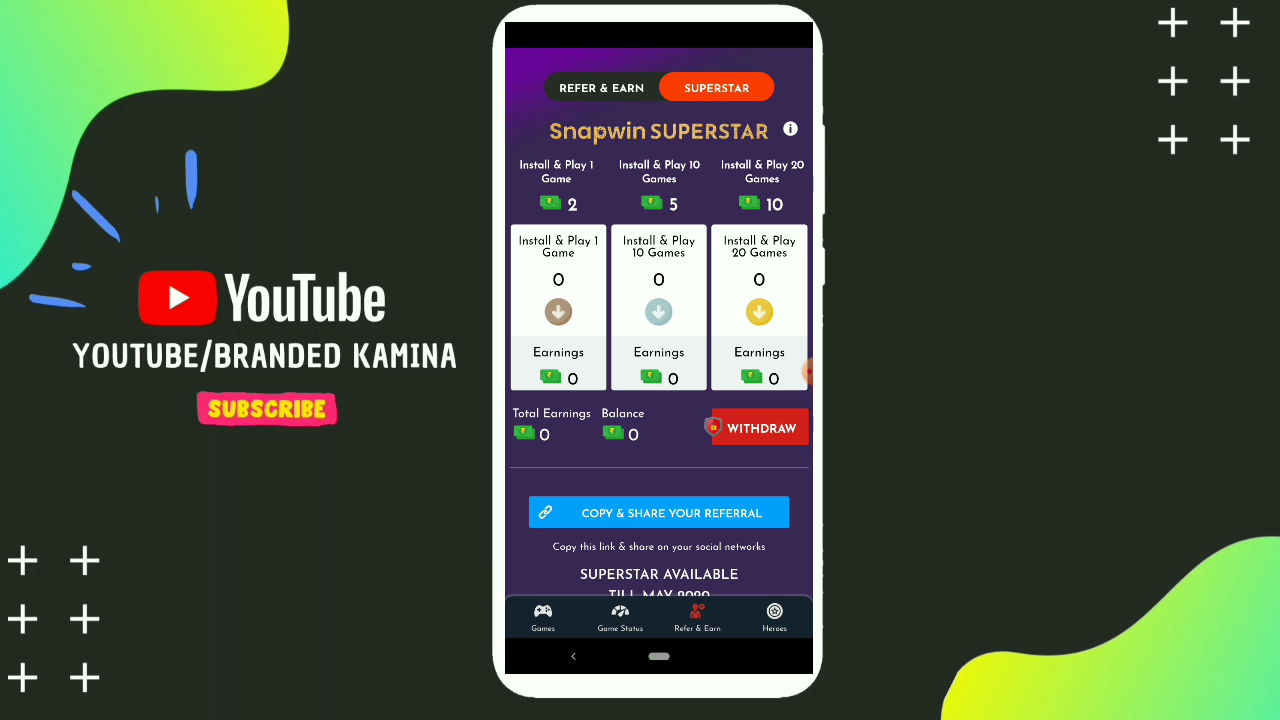 REFER & EARN SUPERSTAR
Snapwin SUPERSTAR i
Install & Play 1 Game
Install & Play 10 Games
Install & Play 20 Games
2 5 10
Install & Play 1 Game
0
Earnings
0
Install & Play 10 Games
0
Earnings
0
Install & Play 20 Games
0
Earnings
0
Total Earnings Balance
0 0
WITHDRAW
COPY & SHARE YOUR REFERRAL
Copy this link & share on your social networks
SUPERSTAR AVAILABLE
TILL MAY 2020
Games Game Status Refer & Earn Heroes
YouTube
YOUTUBE/BRANDED KAMINA
SUBSCRIBE